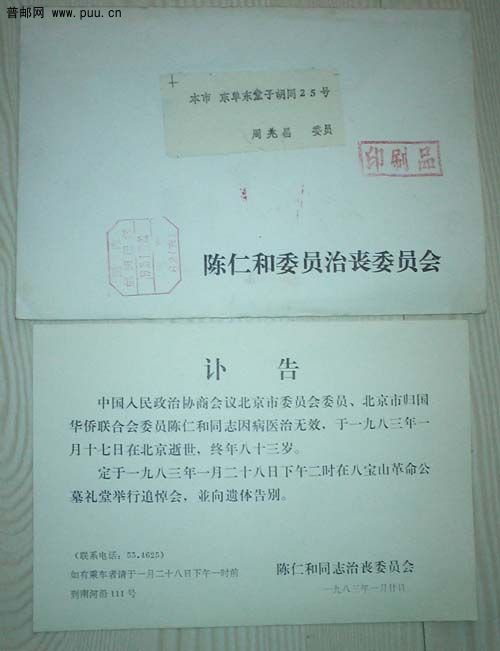 普邮网 www.puu.cn
本市 东单东堂子胡同25号
周兆昌 委员
印刷品
陈仁和委员治丧委员会
讣 告
中国人民政治协商会议北京市委员会委员、北京市归国
华侨联合会委员陈仁和同志因病医治无效，于一九八三年一
月十七日在北京逝世，终年八十三岁。
定于一九八三年一月二十八日下午二时在八宝山革命公
墓礼堂举行追悼会，並向遗体告别。
（联系电话：55.4625）
如有乘车者请于一月二十八日下午一时前
到南河沿111号
陈仁和同志治丧委员会
一九八三年一月廿日